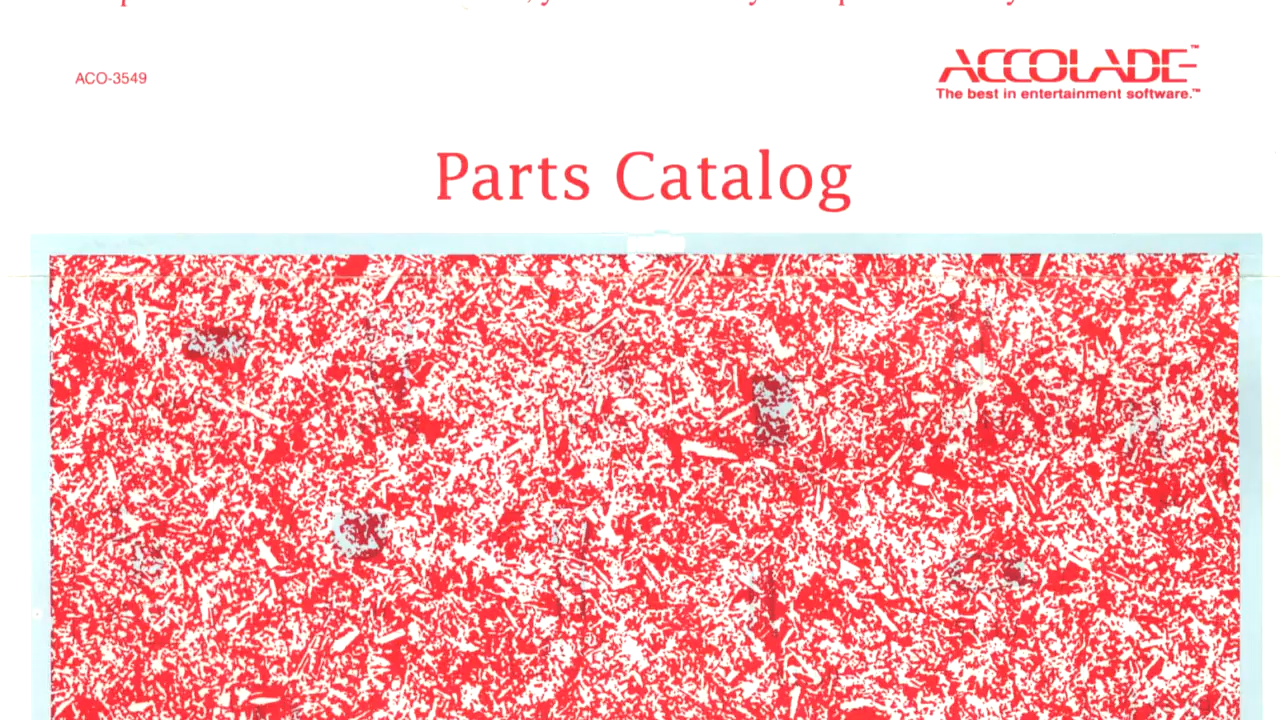 ACO-3549
ACCOLADE™
The best in entertainment software.™
Parts Catalog